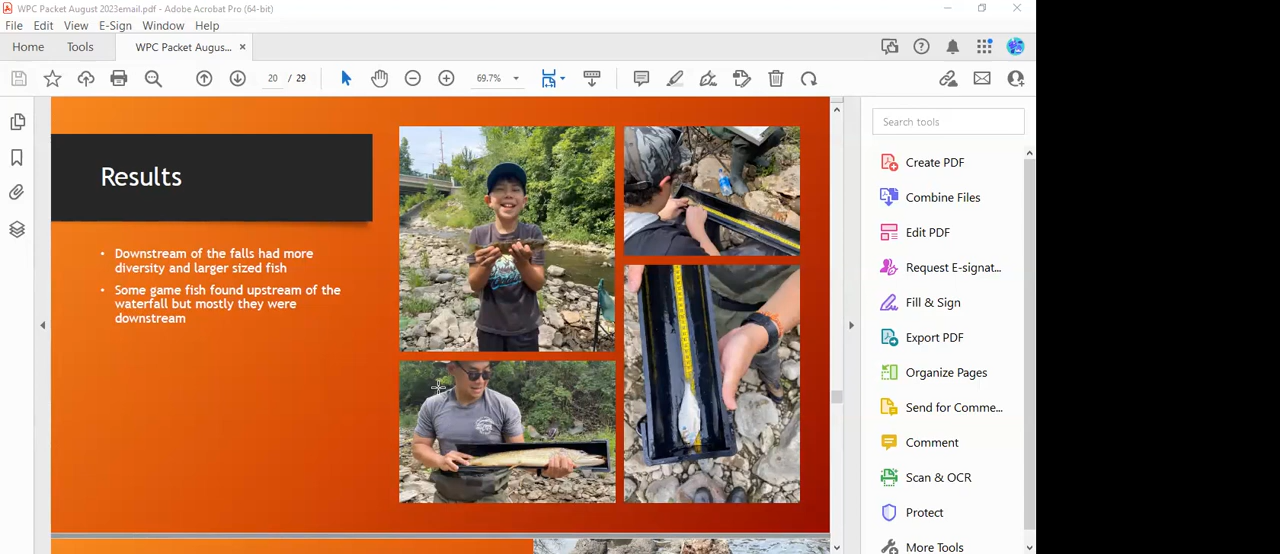 WPC Packet August 2023email.pdf - Adobe Acrobat Pro (64-bit)
File Edit View E-Sign Window Help
Home Tools WPC Packet Augus... ×
20 / 29 69.7%
Results
• Downstream of the falls had more
diversity and larger sized fish
• Some game fish found upstream of the
waterfall but mostly they were
downstream
Search tools
Create PDF
Combine Files
Edit PDF
Request E-signat...
Fill & Sign
Export PDF
Organize Pages
Send for Comme...
Comment
Scan & OCR
Protect
More Tools